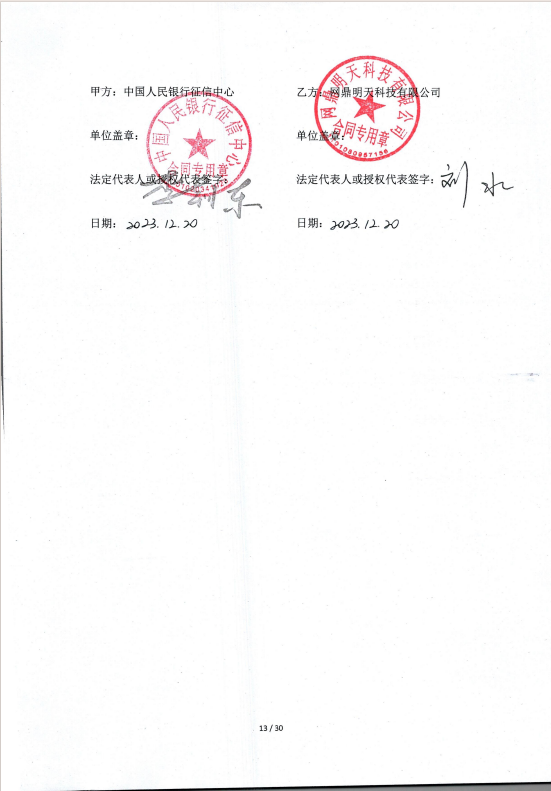 甲方：中国人民银行征信中心
单位盖章：
中国人民银行征信中心
合同专用章
法定代表人或授权代表签字：
日期：2023.12.20
乙方：网鼎明天科技有限公司
单位盖章：
网鼎明天科技有限公司
合同专用章
法定代表人或授权代表签字：刘水
日期：2023.12.20
13 / 30